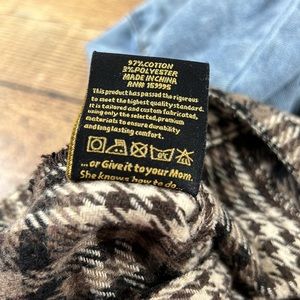 97% COTTON
3% POLYESTER
MADE IN CHINA
RN# 159995
This product has passed the rigorous
to meet the highest quality standard.
It is tailored and custom fabricated,
using only the selected, premium
materials to ensure durability
and long lasting comfort.
... or Give it to your Mom.
She knows how to do...